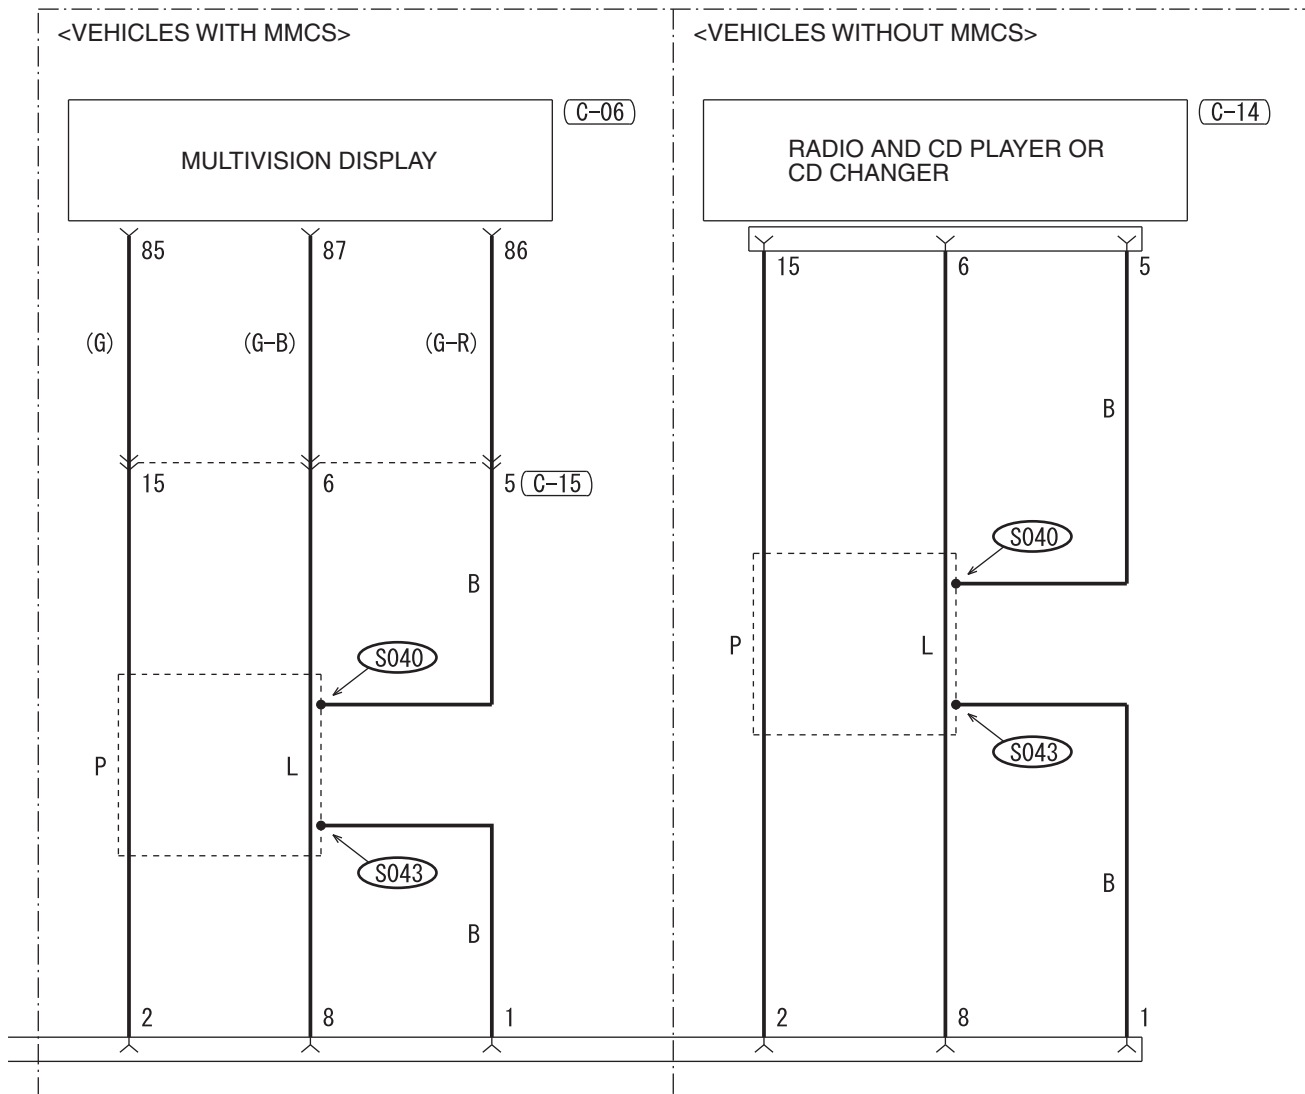 <VEHICLES WITH MMCS>
C-06
MULTIVISION DISPLAY
85
87
86
(G)
(G-B)
(G-R)
15
6
5
C-15
B
S040
P
L
S043
B
2
8
1
<VEHICLES WITHOUT MMCS>
C-14
RADIO AND CD PLAYER OR
CD CHANGER
15
6
5
B
S040
P
L
S043
B
2
8
1